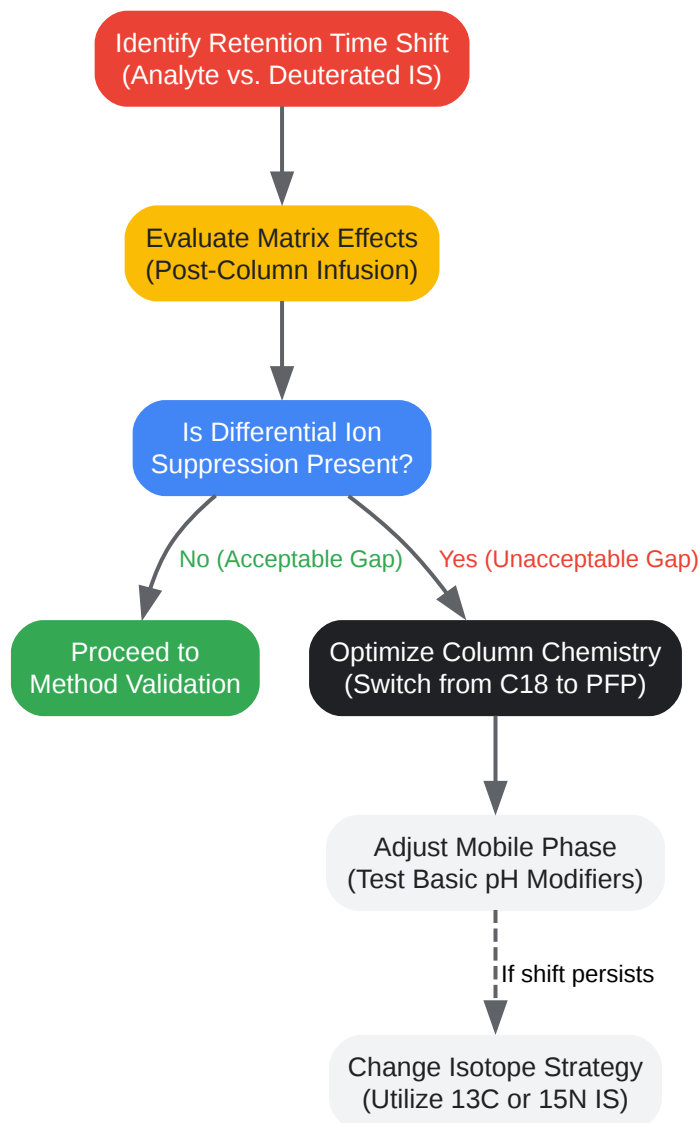 Identify Retention Time Shift
(Analyte vs. Deuterated IS)
Evaluate Matrix Effects
(Post-Column Infusion)
Is Differential Ion
Suppression Present?
No (Acceptable Gap)
Yes (Unacceptable Gap)
Proceed to
Method Validation
Optimize Column Chemistry
(Switch from C18 to PFP)
Adjust Mobile Phase
(Test Basic pH Modifiers)
If shift persists
Change Isotope Strategy
(Utilize 13C or 15N IS)